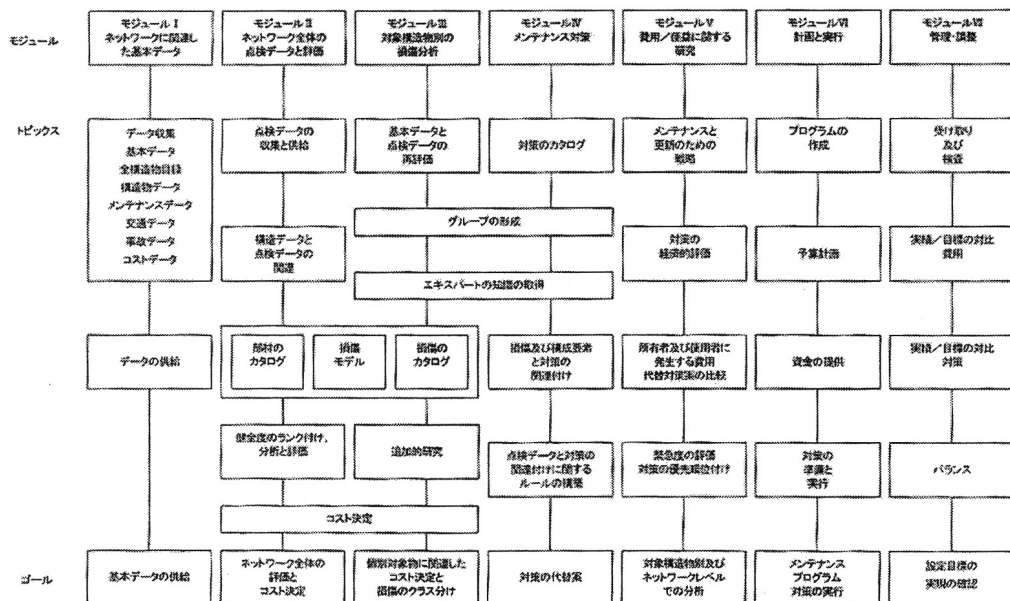 モジュール
モジュールⅠ
ネットワークに関連し
た基本データ
モジュールⅡ
ネットワーク全体の
点検データと評価
モジュールⅢ
対象構造物別の
損傷分析
モジュールⅣ
メンテナンス対策
モジュールⅤ
費用/便益に関する
研究
モジュールⅥ
計画と実行
モジュールⅦ
管理・調整
トピックス
データ収集
基本データ
全構造物目録
構造物データ
メンテナンスデータ
交通データ
事故データ
コストデータ
点検データの
収集と供給
基本データと
点検データの
再評価
対策のカタログ
メンテナンスと
更新のための
戦略
プログラムの
作成
受け取り
及び
検査
グループの形成
構造データと
点検データの
関連
対策の
経済的評価
予算計画
実績/目標の対比
費用
エキスパートの知識の取得
データの供給
部材の
カタログ
損傷
モデル
損傷の
カタログ
損傷及び構成要素
と対策の
関連付け
所有者及び使用者に
発生する費用
代替対策案の比較
資金の提供
実績/目標の対比
対策
健全度のランク付け,
分析と評価
追加的研究
点検データと対策の
関連付けに関する
ルールの構築
緊急度の評価
対策の優先順位付け
対策の
準備と
実行
バランス
コスト決定
ゴール
基本データの供給
ネットワーク全体の
評価と
コスト決定
個別対象物に関連した
コスト決定と
損傷のクラス分け
対策の代替案
対象構造物別及び
ネットワークレベル
での分析
メンテナンス
プログラム
対策の実行
設定目標の
実現の確認